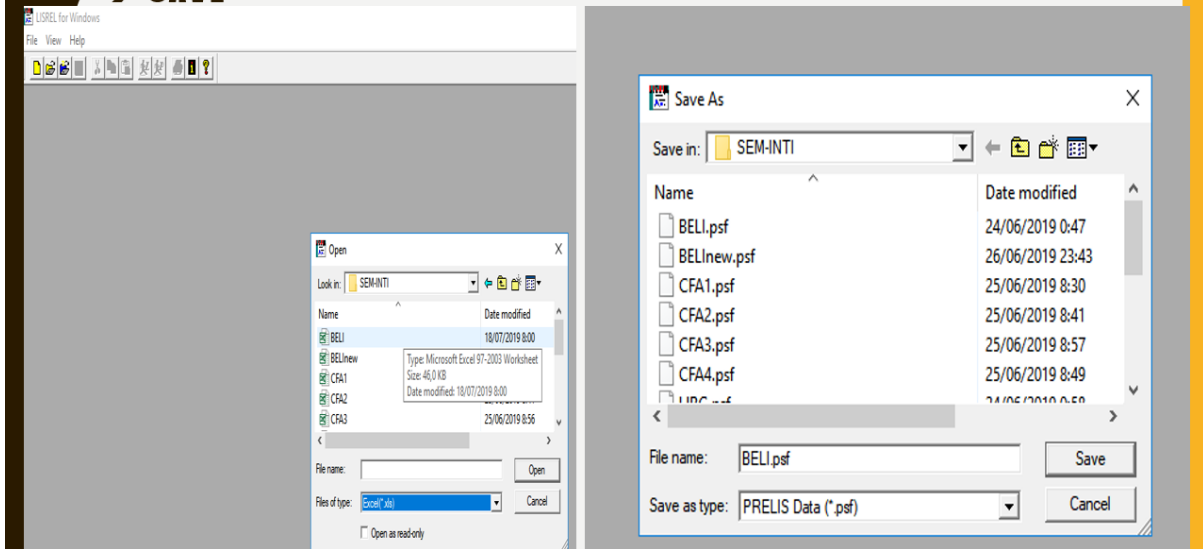 LISREL for Windows
File View Help
Open
Look in: SEM-INTI
Name Date modified
BELI 18/07/2019 8:00
BELInew
CFA1
CFA2
CFA3 25/06/2019 8:56
Type: Microsoft Excel 97-2003 Worksheet
Size: 46,0 KB
Date modified: 18/07/2019 8:00
File name: Open
Files of type: Excel(*.xls) Cancel
Open as read-only
Save As
Save in: SEM-INTI
Name Date modified
BELI.psf 24/06/2019 0:47
BELInew.psf 26/06/2019 23:43
CFA1.psf 25/06/2019 8:30
CFA2.psf 25/06/2019 8:41
CFA3.psf 25/06/2019 8:57
CFA4.psf 25/06/2019 8:49
File name: BELI.psf Save
Save as type: PRELIS Data (*.psf) Cancel